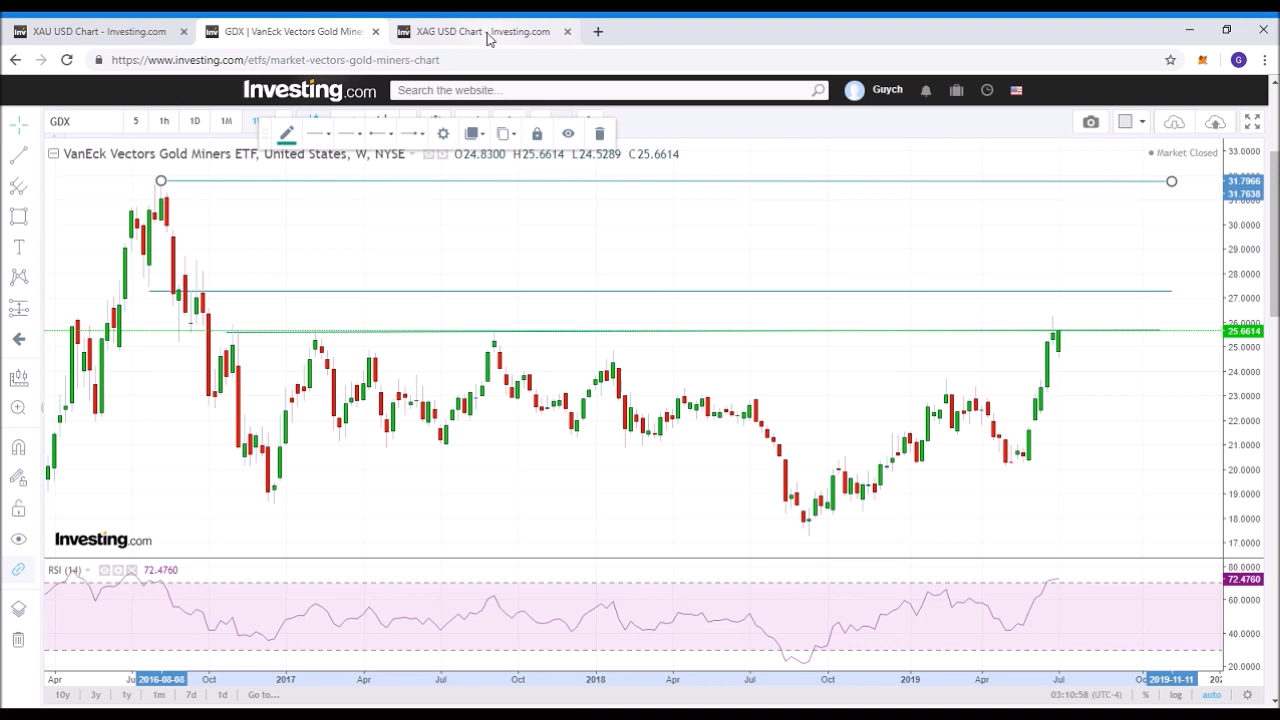 XAU USD Chart - Investing.com
GDX | VanEck Vectors Gold Mine
XAG USD Chart - Investing.com
https://www.investing.com/etfs/market-vectors-gold-miners-chart
G
Investing.com
Search the website...
Guych
GDX
5
1h
1D
1M
VanEck Vectors Gold Miners ETF, United States, W, NYSE
O24.8300 H25.6614 L24.5289 C25.6614
Market Closed
33.0000
31.7966
31.7638
31.0000
30.0000
29.0000
28.0000
27.0000
26.0000
25.6614
25.0000
24.0000
23.0000
22.0000
21.0000
20.0000
19.0000
18.0000
17.0000
Investing.com
RSI (14)
72.4760
80.0000
72.4760
60.0000
40.0000
20.0000
Apr
2016-08-08
Oct
2017
Apr
Jul
Oct
2018
Apr
Jul
Oct
2019
Apr
Jul
2019-11-11
10y 3y 1y 1m 7d 1d Go to...
03:10:58 (UTC-4)
%
log
auto